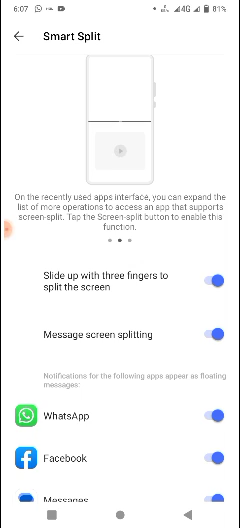 6:07 4G 81%
Smart Split
On the recently used apps interface, you can expand the
list of more operations to access an app that supports
screen-split. Tap the Screen-split button to enable this
function.
Slide up with three fingers to
split the screen
Message screen splitting
Notifications for the following apps appear as floating
messages:
WhatsApp
Facebook
Messages